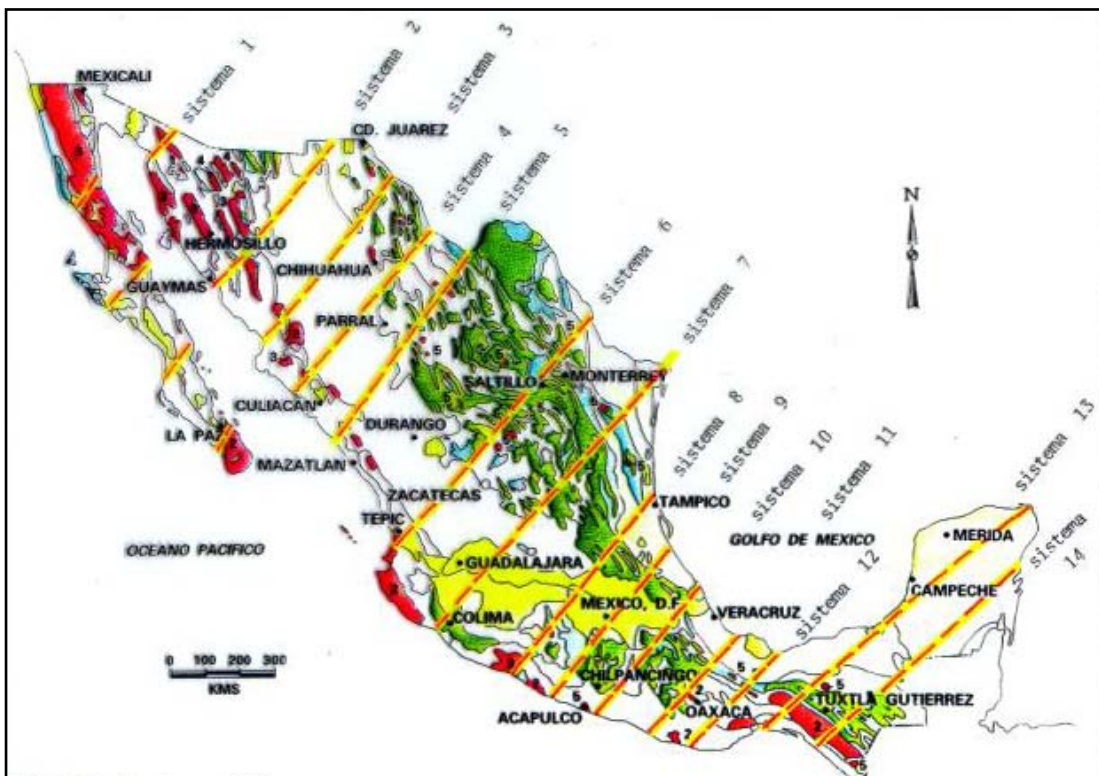 sistema 1
sistema 2
sistema 3
sistema 4
sistema 5
sistema 6
sistema 7
sistema 8
sistema 9
sistema 10
sistema 11
sistema 12
sistema 13
sistema 14
MEXICALI
CD. JUAREZ
HERMOSILLO
GUAYMAS
CHIHUAHUA
PARRAL
SALTILLO
MONTERREY
CULIACAN
DURANGO
LA PAZ
MAZATLAN
ZACATECAS
TEPIC
TAMPICO
OCEANO PACIFICO
GOLFO DE MEXICO
MERIDA
CAMPECHE
GUADALAJARA
COLIMA
MEXICO, D.F
VERACRUZ
CHILPANCINGO
ACAPULCO
OAXACA
TUXTLA GUTIERREZ
N
0 100 200 300
KMS